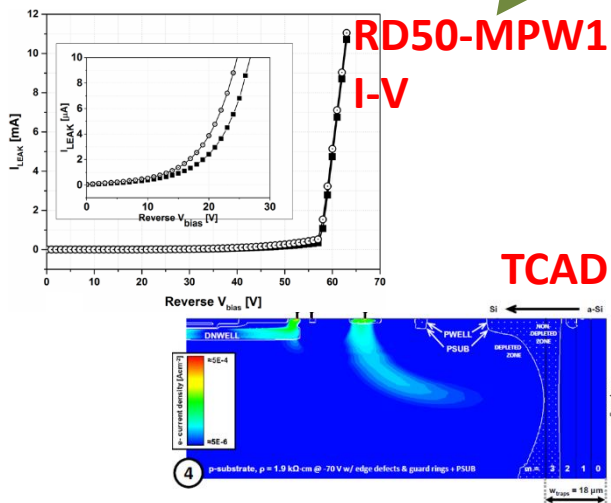 RD50-MPW1
I-V
12
10
8
6
4
2
0
I_LEAK [mA]
10
8
6
4
2
0
I_LEAK [µA]
0 10 20 30
Reverse V_bias [V]
0 10 20 30 40 50 60 70
Reverse V_bias [V]
TCAD
Si a-Si
DNWELL
PWELL
PSUB
DEPLETED
ZONE
NON-
DEPLETED
ZONE
e- current density [Acm-2]
≈5E-4
≈5E-6
4
p-substrate, ρ = 1.9 kΩ·cm @ -70 V w/ edge defects & guard rings + PSUB
m = 3 2 1 0
w_traps = 18 µm